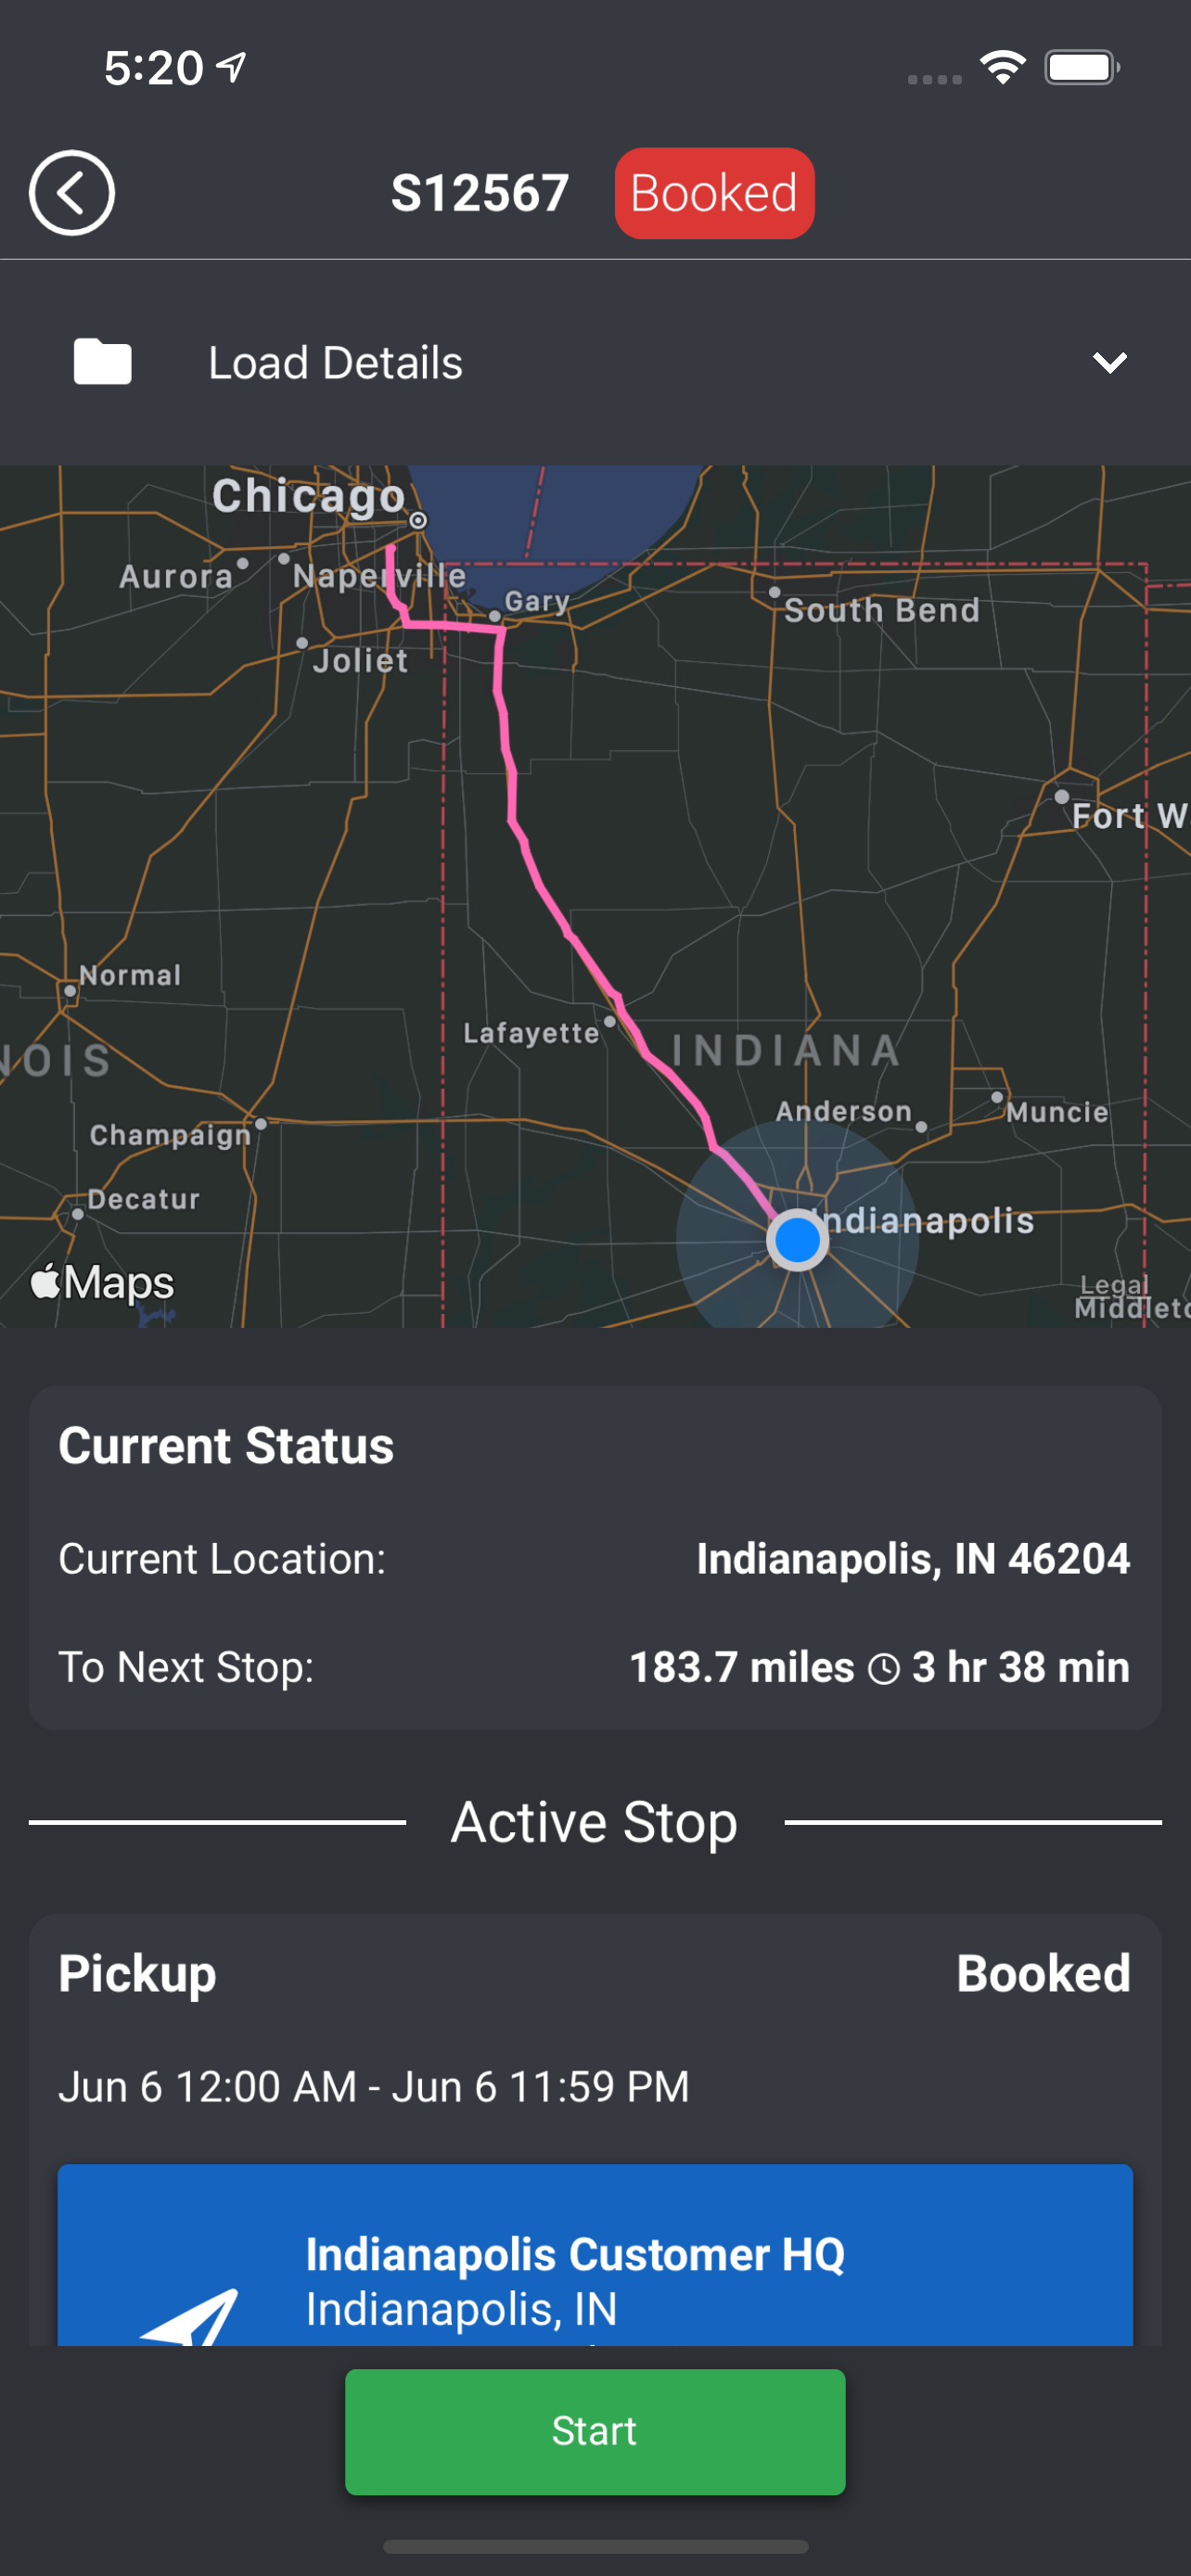 5:20
S12567 Booked
Load Details
Chicago
Aurora
Naperville
Gary
South Bend
Joliet
Fort W
Normal
Lafayette
INDIANA
NOIS
Anderson
Muncie
Champaign
Decatur
Indianapolis
Maps
Legal
Middleto
Current Status
Current Location: Indianapolis, IN 46204
To Next Stop: 183.7 miles 3 hr 38 min
Active Stop
Pickup Booked
Jun 6 12:00 AM - Jun 6 11:59 PM
Indianapolis Customer HQ
Indianapolis, IN
Start